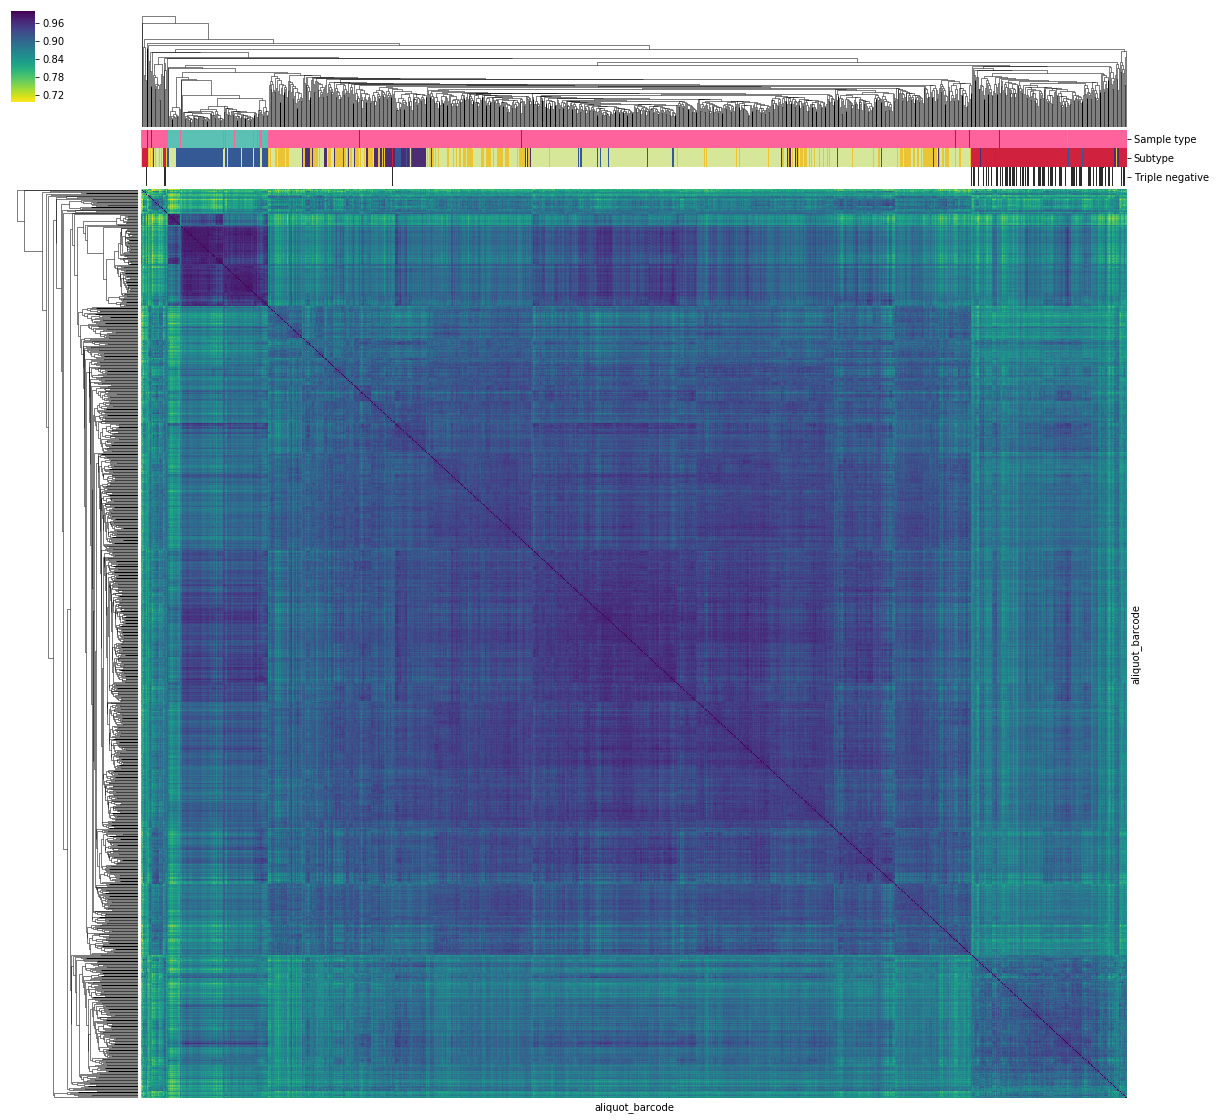 0.96
0.90
0.84
0.78
0.72
Sample type
Subtype
Triple negative
aliquot_barcode
aliquot_barcode